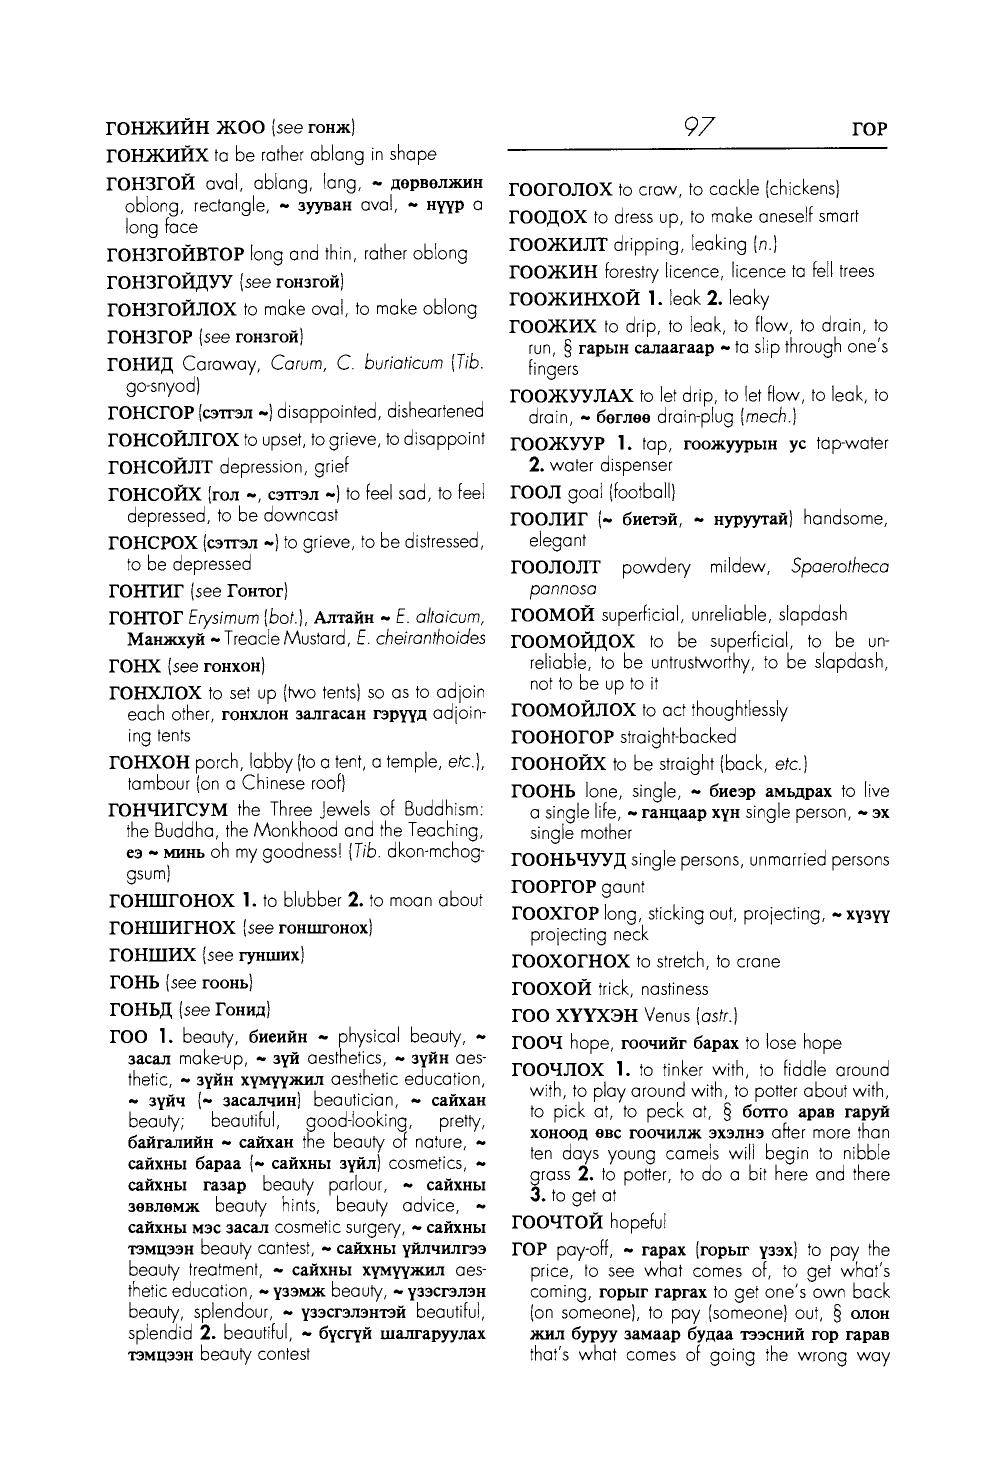 ГОНЖИЙН ЖОО (see гонж)
ГОНЖИЙХ to be rather oblong in shape
ГОНЗГОЙ oval, oblong, long, ~ дөрвөлжин
oblong, rectangle, ~ зууван oval, ~ нүүр a
long face
ГОНЗГОЙВТОР long and thin, rather oblong
ГОНЗГОЙДУУ (see гонзгой)
ГОНЗГОЙЛОХ to make oval, to make oblong
ГОНЗГОР (see гонзгой)
ГОНИД Caraway, Carum, C. buriaticum (Tib.
go-snyod)
ГОНСГОР (сэтгэл ~) disappointed, disheartened
ГОНСОЙЛГОХ to upset, to grieve, to disappoint
ГОНСОЙЛТ depression, grief
ГОНСОЙХ (гол ~, сэтгэл ~) to feel sad, to feel
depressed, to be downcast
ГОНСРОХ (сэтгэл ~) to grieve, to be distressed,
to be depressed
ГОНТИГ (see Гонтог)
ГОНТОГ Erysimum (bot.), Алтайн ~ E. altaicum,
Манжхуй ~ Treacle Mustard, E. cheiranthoides
ГОНХ (see гонхон)
ГОНХЛОХ to set up (two tents) so as to adjoin
each other, гонхлон залгасан гэрүүд adjoin-
ing tents
ГОНХОН porch, lobby (to a tent, a temple, etc.),
tambour (on a Chinese roof)
ГОНЧИГСУМ the Three Jewels of Buddhism:
the Buddha, the Monkhood and the Teaching,
еэ ~ минь oh my goodness! (Tib. dkon-mchog-
gsum)
ГОНШГОНОХ 1. to blubber 2. to moan about
ГОНШИГНОХ (see гоншгонох)
ГОНШИХ (see гунших)
ГОНЬ (see гоонь)
ГОНЬД (see Гонид)
ГОО 1. beauty, биеийн ~ physical beauty, ~
засал make-up, ~ зүй aesthetics, ~ зүйн aes-
thetic, ~ зүйн хүмүүжил aesthetic education,
~ зүйч (~ засалчин) beautician, ~ сайхан
beauty; beautiful, good-looking, pretty,
байгалийн ~ сайхан the beauty of nature, ~
сайхны бараа (~ сайхны зүйл) cosmetics, ~
сайхны газар beauty parlour, ~ сайхны
зөвлөмж beauty hints, beauty advice, ~
сайхны мэс засал cosmetic surgery, ~ сайхны
тэмцээн beauty contest, ~ сайхны үйлчилгээ
beauty treatment, ~ сайхны хүмүүжил aes-
thetic education, ~ үзэмж beauty, ~ үзэсгэлэн
beauty, splendour, ~ үзэсгэлэнтэй beautiful,
splendid 2. beautiful, ~ бүсгүй шалгаруулах
тэмцээн beauty contest
97 ГОР
ГООГОЛОХ to craw, to cackle (chickens)
ГООДОХ to dress up, to make oneself smart
ГООЖИЛТ dripping, leaking (n.)
ГООЖИН forestry licence, licence to fell trees
ГООЖИНХОЙ 1. leak 2. leaky
ГООЖИХ to drip, to leak, to flow, to drain, to
run, § гарын салаагаар ~ to slip through one's
fingers
ГООЖУУЛАХ to let drip, to let flow, to leak, to
drain, ~ бөглөө drain-plug (mech.)
ГООЖУУР 1. tap, гоожуурын ус tap-water
2. water dispenser
ГООЛ goal (football)
ГООЛИГ (~ биетэй, ~ нуруутай) handsome,
elegant
ГООЛОЛТ powdery mildew, Spaerotheca
pannosa
ГООМОЙ superficial, unreliable, slapdash
ГООМОЙДОХ to be superficial, to be un-
reliable, to be untrustworthy, to be slapdash,
not to be up to it
ГООМОЙЛОХ to act thoughtlessly
ГООНОГОР straight-backed
ГООНОЙХ to be straight (back, etc.)
ГООНЬ lone, single, ~ биеэр амьдрах to live
a single life, ~ ганцаар хүн single person, ~ эх
single mother
ГООНЬЧУУД single persons, unmarried persons
ГООРГОР gaunt
ГООХГОР long, sticking out, projecting, ~ хүзүү
projecting neck
ГООХОГНОХ to stretch, to crane
ГООХОЙ trick, nastiness
ГОО ХҮҮХЭН Venus (astr.)
ГООЧ hope, гоочийг барах to lose hope
ГООЧЛОХ 1. to tinker with, to fiddle around
with, to play around with, to potter about with,
to pick at, to peck at, § ботго арав гаруй
хоноод өвс гоочилж эхэлнэ after more than
ten days young camels will begin to nibble
grass 2. to potter, to do a bit here and there
3. to get at
ГООЧТОЙ hopeful
ГОР pay-off, ~ гарах (горыг үзэх) to pay the
price, to see what comes of, to get what's
coming, горыг гаргах to get one's own back
(on someone), to pay (someone) out, § олон
жил буруу замаар будаа тээсний гор гарав
that's what comes of going the wrong way